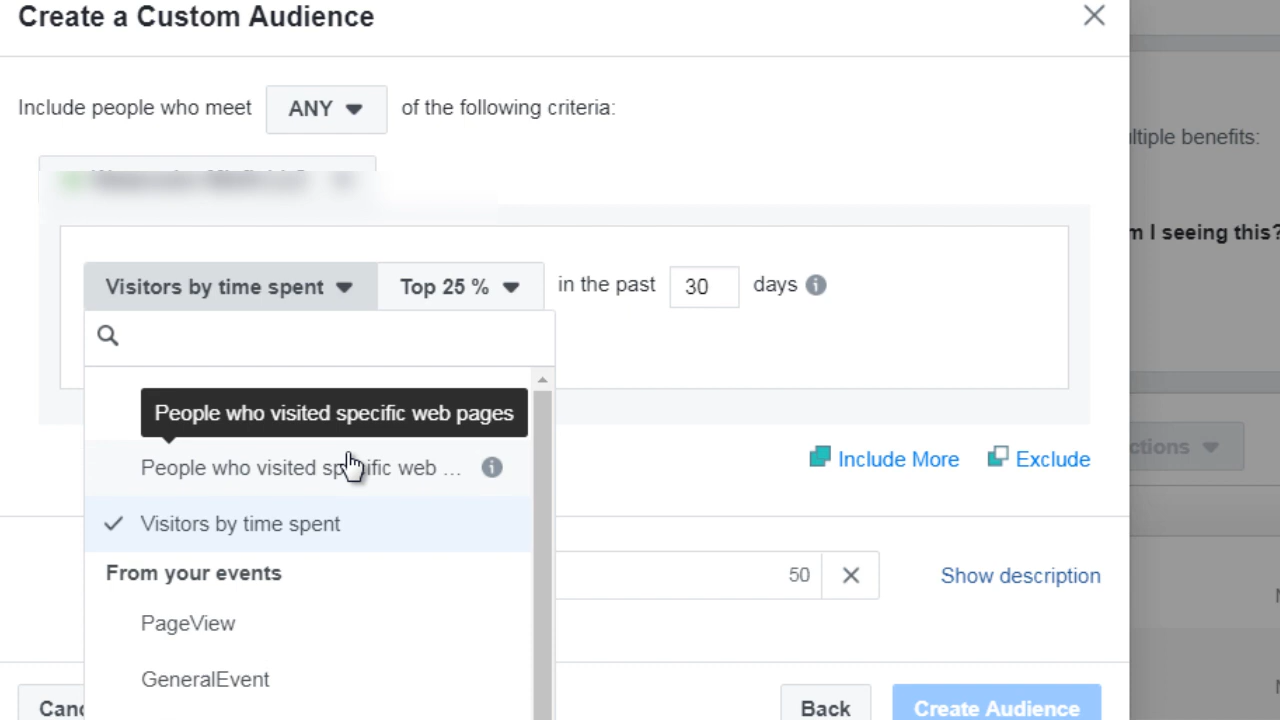 Create a Custom Audience
Include people who meet ANY of the following criteria:
ltiple benefits:
m I seeing this?
Visitors by time spent Top 25 % in the past 30 days
People who visited specific web pages
People who visited specific web ...
Include More Exclude
ctions
Visitors by time spent
From your events
50 Show description
PageView
GeneralEvent
Canc Back Create Audience